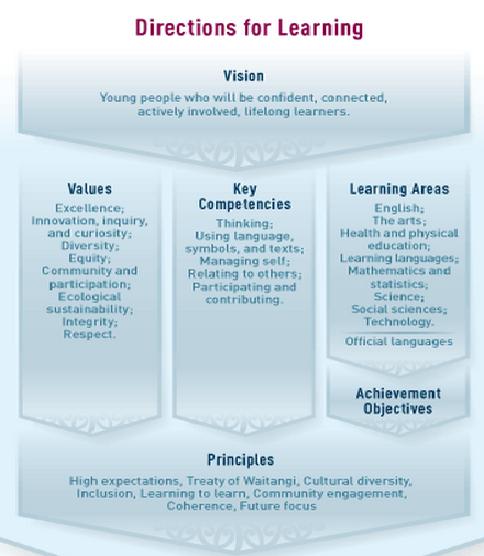 Directions for Learning
Vision
Young people who will be confident, connected,
actively involved, lifelong learners.
Values
Excellence;
Innovation, inquiry,
and curiosity;
Diversity;
Equity;
Community and
participation;
Ecological
sustainability;
Integrity;
Respect.
Key
Competencies
Thinking;
Using language,
symbols, and texts;
Managing self;
Relating to others;
Participating and
contributing.
Learning Areas
English;
The arts;
Health and physical
education;
Learning languages;
Mathematics and
statistics;
Science;
Social sciences;
Technology.
Official languages
Achievement
Objectives
Principles
High expectations, Treaty of Waitangi, Cultural diversity,
Inclusion, Learning to learn, Community engagement,
Coherence, Future focus